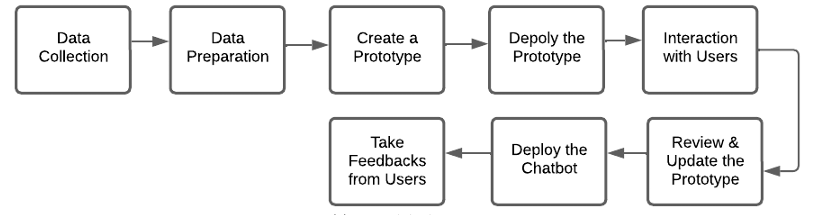 Data
Collection
Data
Preparation
Create a
Prototype
Depoly the
Prototype
Interaction
with Users
Review &
Update the
Prototype
Deploy the
Chatbot
Take
Feedbacks
from Users